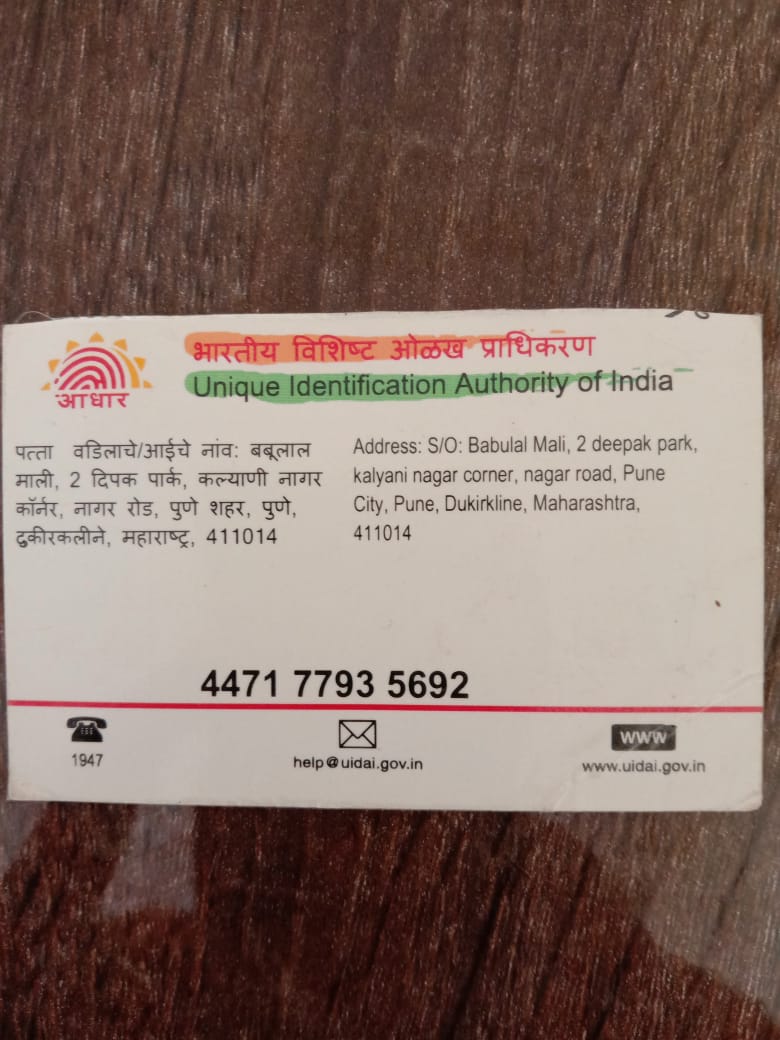 भारतीय विशिष्ट ओळख प्राधिकरण
Unique Identification Authority of India
आधार
पत्ता वडिलाचे/आईचे नांव: बबूलाल
माली, 2 दिपक पार्क, कल्याणी नागर
कॉर्नर, नागर रोड, पुणे शहर, पुणे,
दुकीरकलीने, महाराष्ट्र, 411014
Address: S/O: Babulal Mali, 2 deepak park,
kalyani nagar corner, nagar road, Pune
City, Pune, Dukirkline, Maharashtra,
411014
4471 7793 5692
1947
help@uidai.gov.in
www
www.uidai.gov.in